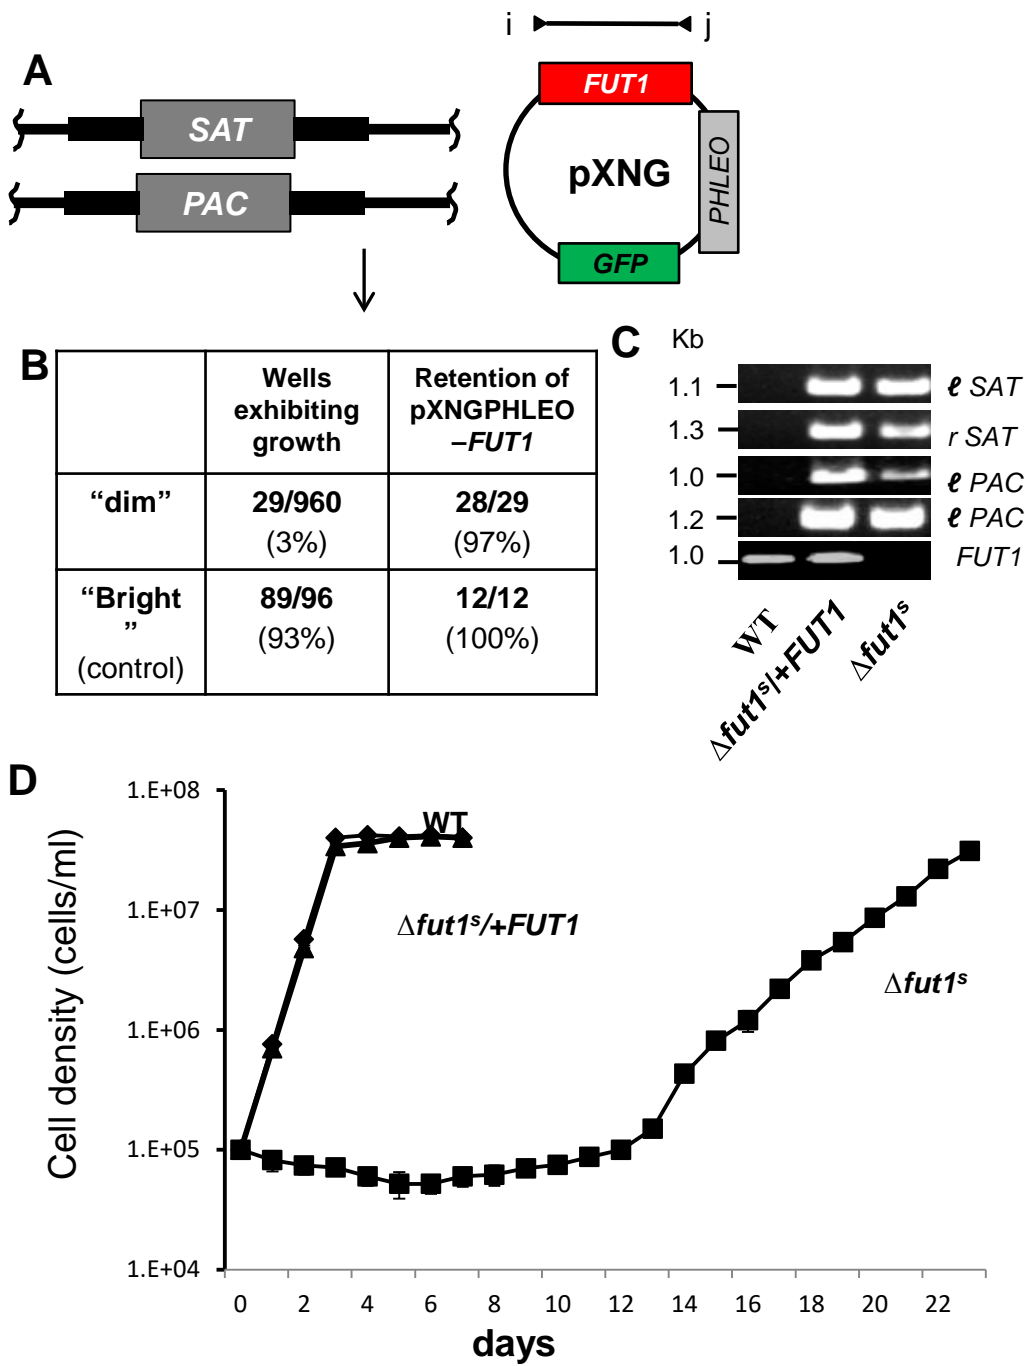 A
SAT
PAC
i
j
FUT1
pXNG
PHLEO
GFP
B
Wells
exhibiting
growth
Retention of
pXNGPHLEO
–FUT1
“dim”
29/960
(3%)
28/29
(97%)
“Bright
”
(control)
89/96
(93%)
12/12
(100%)
C
Kb
1.1
ℓ SAT
1.3
r SAT
1.0
ℓ PAC
1.2
ℓ PAC
1.0
FUT1
WT
Δfut1ˢ/+FUT1
Δfut1ˢ
D
Cell density (cells/ml)
1.E+08
1.E+07
1.E+06
1.E+05
1.E+04
WT
Δfut1ˢ/+FUT1
Δfut1ˢ
0 2 4 6 8 10 12 14 16 18 20 22
days